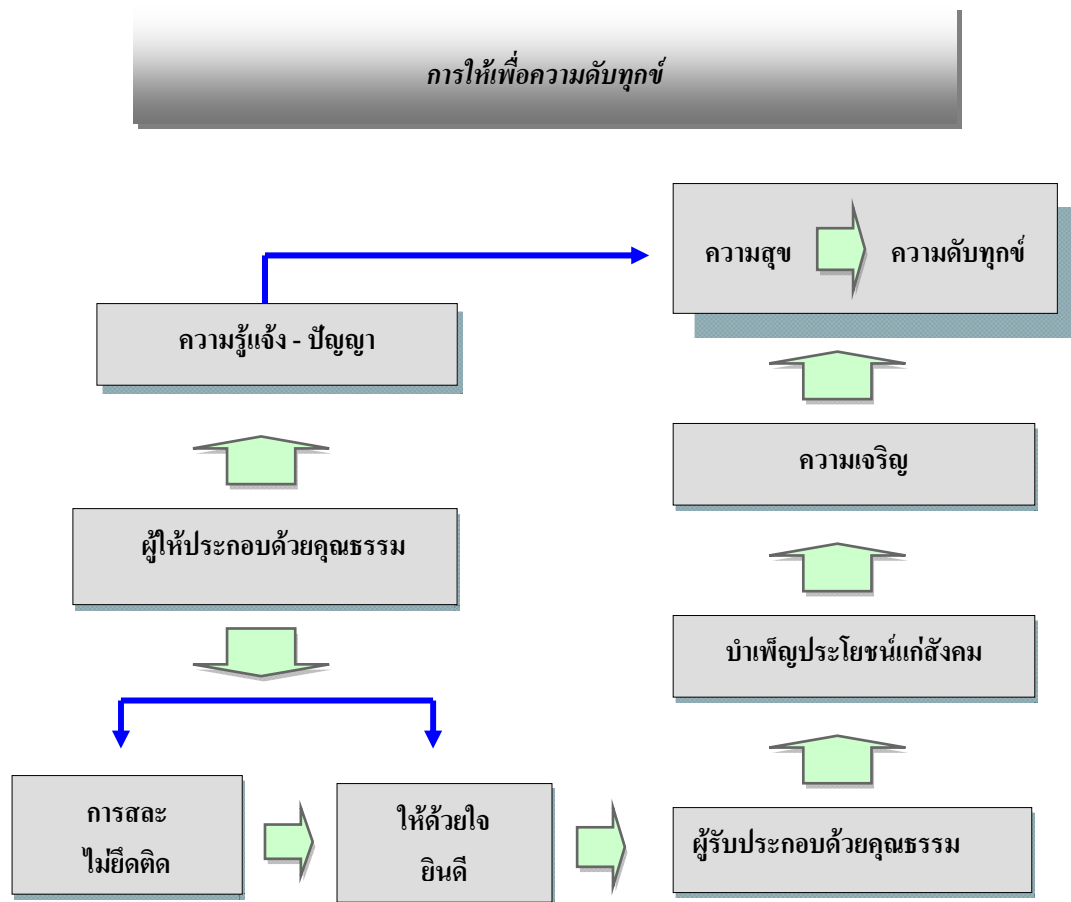 การให้เพื่อความดับทุกข์
ความสุข
ความดับทุกข์
ความรู้แจ้ง - ปัญญา
ความเจริญ
ผู้ให้ประกอบด้วยคุณธรรม
บำเพ็ญประโยชน์แก่สังคม
การสละ
ไม่ยึดติด
ให้ด้วยใจ
ยินดี
ผู้รับประกอบด้วยคุณธรรม